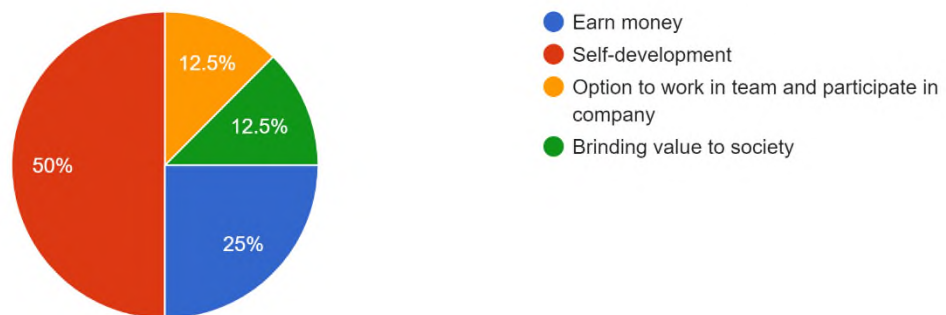 12.5%
12.5%
50%
25%
Earn money
Self-development
Option to work in team and participate in
company
Brinding value to society